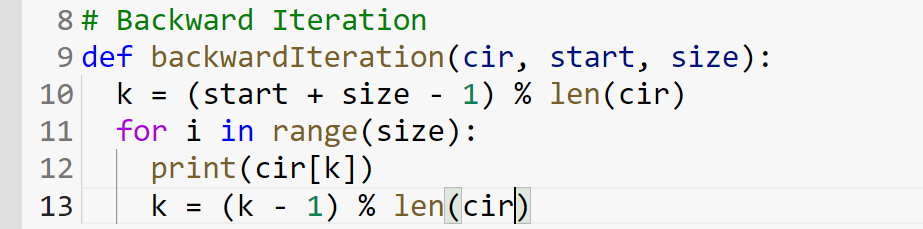 8 # Backward Iteration
9 def backwardIteration(cir, start, size):
10   k = (start + size - 1) % len(cir)
11   for i in range(size):
12     print(cir[k])
13     k = (k - 1) % len(cir)